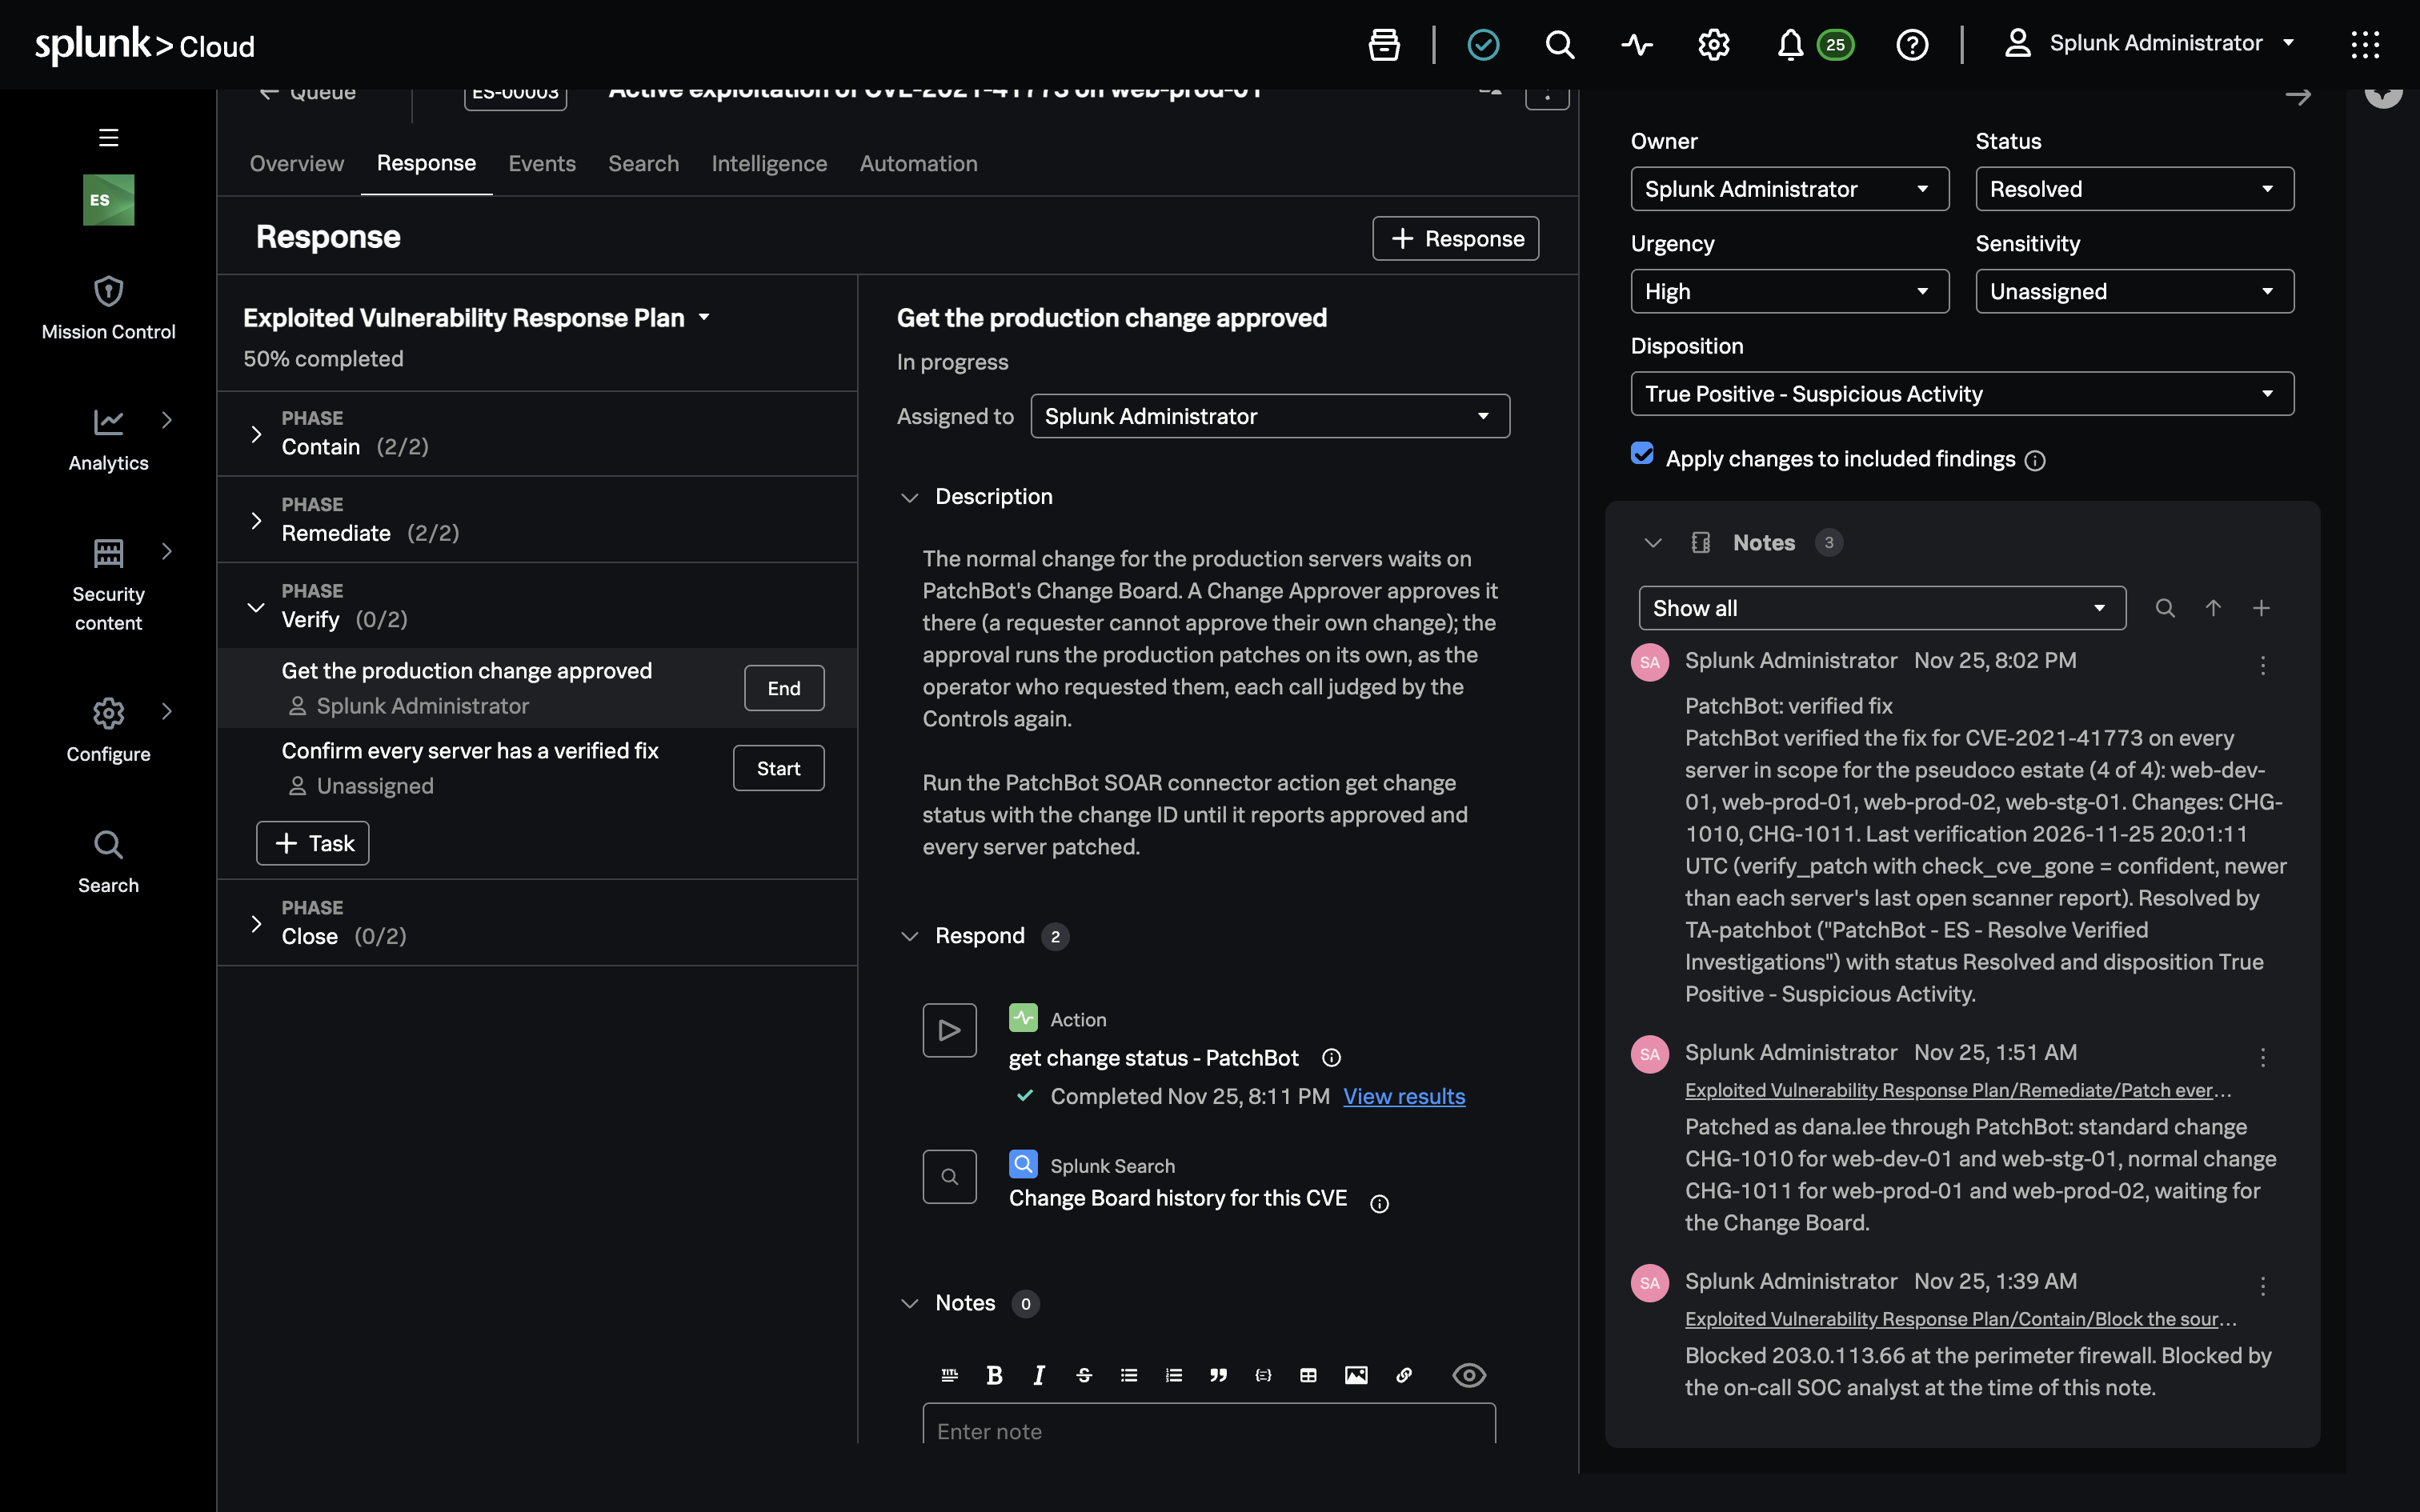 splunk>Cloud
25
Splunk Administrator
Queue
ES-00003
Active exploitation of CVE-2021-41773 on web-prod-01
Overview
Response
Events
Search
Intelligence
Automation
ES
Mission Control
Analytics
Security
content
Configure
Search
Response
Response
Exploited Vulnerability Response Plan
50% completed
PHASE
Contain (2/2)
PHASE
Remediate (2/2)
PHASE
Verify (0/2)
Get the production change approved
Splunk Administrator
End
Confirm every server has a verified fix
Unassigned
Start
Task
PHASE
Close (0/2)
Get the production change approved
In progress
Assigned to
Splunk Administrator
Description
The normal change for the production servers waits on
PatchBot's Change Board. A Change Approver approves it
there (a requester cannot approve their own change); the
approval runs the production patches on its own, as the
operator who requested them, each call judged by the
Controls again.
Run the PatchBot SOAR connector action get change
status with the change ID until it reports approved and
every server patched.
Respond 2
Action
get change status - PatchBot
Completed Nov 25, 8:11 PM View results
Splunk Search
Change Board history for this CVE
Notes 0
TITL
Enter note
Owner
Splunk Administrator
Status
Resolved
Urgency
High
Sensitivity
Unassigned
Disposition
True Positive - Suspicious Activity
Apply changes to included findings
Notes 3
Show all
SA
Splunk Administrator Nov 25, 8:02 PM
PatchBot: verified fix
PatchBot verified the fix for CVE-2021-41773 on every
server in scope for the pseudoco estate (4 of 4): web-dev-
01, web-prod-01, web-prod-02, web-stg-01. Changes: CHG-
1010, CHG-1011. Last verification 2026-11-25 20:01:11
UTC (verify_patch with check_cve_gone = confident, newer
than each server's last open scanner report). Resolved by
TA-patchbot ("PatchBot - ES - Resolve Verified
Investigations") with status Resolved and disposition True
Positive - Suspicious Activity.
SA
Splunk Administrator Nov 25, 1:51 AM
Exploited Vulnerability Response Plan/Remediate/Patch ever…
Patched as dana.lee through PatchBot: standard change
CHG-1010 for web-dev-01 and web-stg-01, normal change
CHG-1011 for web-prod-01 and web-prod-02, waiting for
the Change Board.
SA
Splunk Administrator Nov 25, 1:39 AM
Exploited Vulnerability Response Plan/Contain/Block the sour…
Blocked 203.0.113.66 at the perimeter firewall. Blocked by
the on-call SOC analyst at the time of this note.